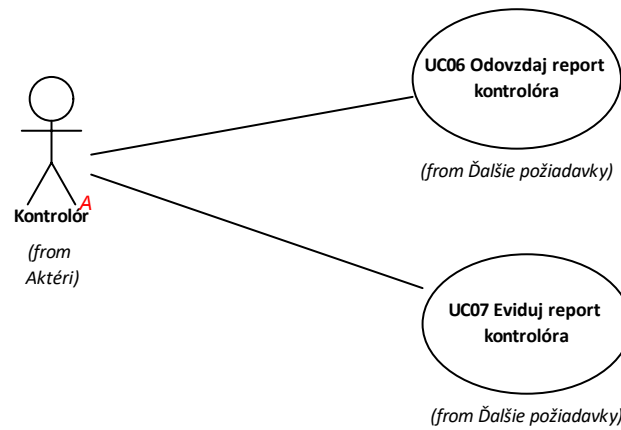 UC06 Odovzdaj report
kontrolóra
(from Ďalšie požiadavky)
A
Kontrolór
(from
Aktéri)
UC07 Eviduj report
kontrolóra
(from Ďalšie požiadavky)